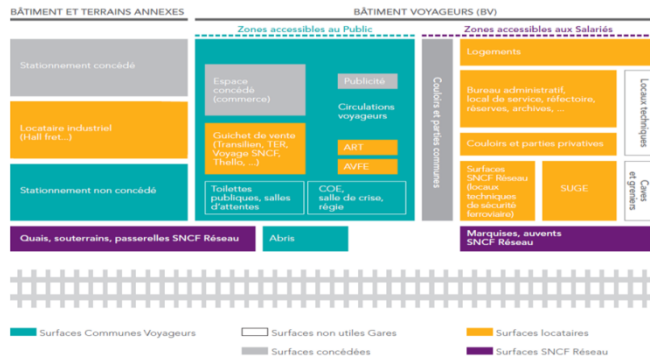 BÂTIMENT ET TERRAINS ANNEXES
BÂTIMENT VOYAGEURS (BV)
Zones accessibles au Public
Zones accessibles aux Salariés
Stationnement concédé
Locataire industriel
(Hall fret...)
Stationnement non concédé
Espace
concédé
(commerce)
Publicité
Circulations
voyageurs
Guichet de vente
(Transilien, TER,
Voyage SNCF,
Thello, ...)
ART
AVFE
Toilettes
publiques, salles
d'attentes
COE,
salle de crise,
régie
Couloirs et parties communes
Logements
Bureau administratif,
local de service, réfectoire,
réserves, archives, ...
Couloirs et parties privatives
Surfaces
SNCF Réseau
(locaux
techniques
de sécurité
ferroviaire)
SUGE
Locaux techniques
Caves
et greniers
Quais, souterrains, passerelles SNCF Réseau
Abris
Marquises, auvents
SNCF Réseau
Surfaces Communes Voyageurs
Surfaces non utiles Gares
Surfaces locataires
Surfaces concédées
Surfaces SNCF Réseau